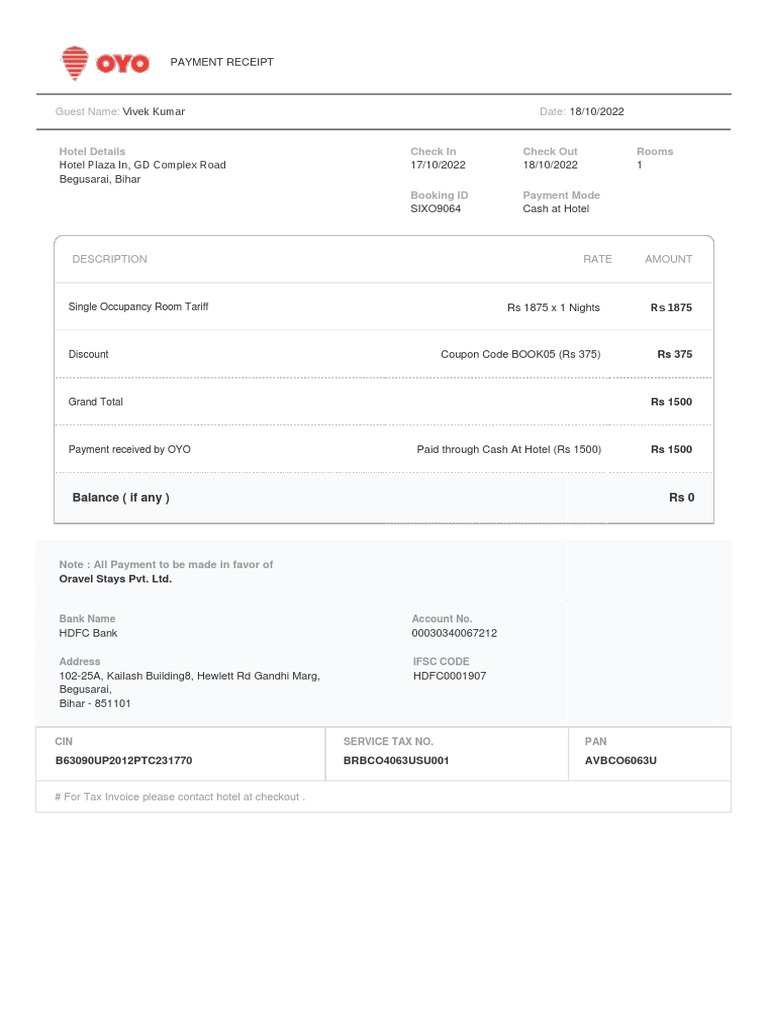 OYO PAYMENT RECEIPT
Guest Name: Vivek Kumar Date: 18/10/2022
Hotel Details Check In Check Out Rooms
Hotel Plaza In, GD Complex Road 17/10/2022 18/10/2022 1
Begusarai, Bihar
Booking ID Payment Mode
SIXO9064 Cash at Hotel
DESCRIPTION RATE AMOUNT
Single Occupancy Room Tariff Rs 1875 x 1 Nights Rs 1875
Discount Coupon Code BOOK05 (Rs 375) Rs 375
Grand Total Rs 1500
Payment received by OYO Paid through Cash At Hotel (Rs 1500) Rs 1500
Balance ( if any ) Rs 0
Note : All Payment to be made in favor of
Oravel Stays Pvt. Ltd.
Bank Name Account No.
HDFC Bank 00030340067212
Address IFSC CODE
102-25A, Kailash Building8, Hewlett Rd Gandhi Marg, HDFC0001907
Begusarai,
Bihar - 851101
CIN SERVICE TAX NO. PAN
B63090UP2012PTC231770 BRBCO4063USU001 AVBCO6063U
# For Tax Invoice please contact hotel at checkout .